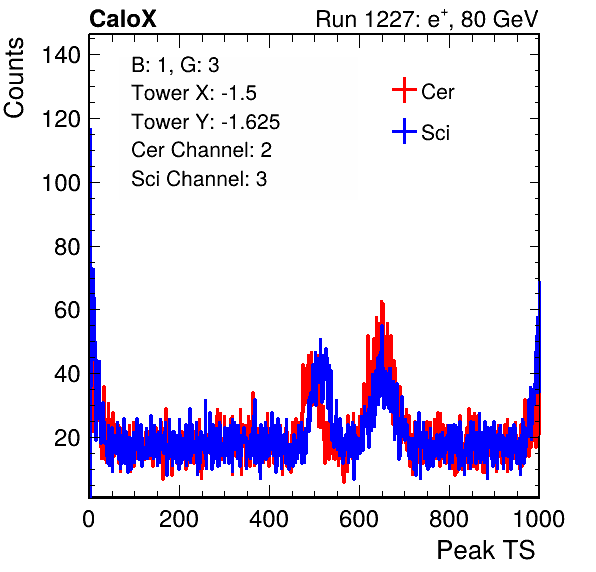 CaloX Run 1227: e+, 80 GeV
Counts
B: 1, G: 3
Tower X: -1.5
Tower Y: -1.625
Cer Channel: 2
Sci Channel: 3
Cer
Sci
140
120
100
80
60
40
20
0 200 400 600 800 1000
Peak TS